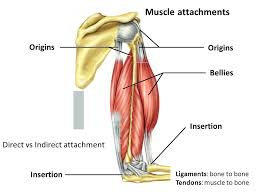 Muscle attachments
Origins
Origins
Bellies
Insertion
Direct vs Indirect attachment
Insertion
Ligaments: bone to bone
Tendons: muscle to bone